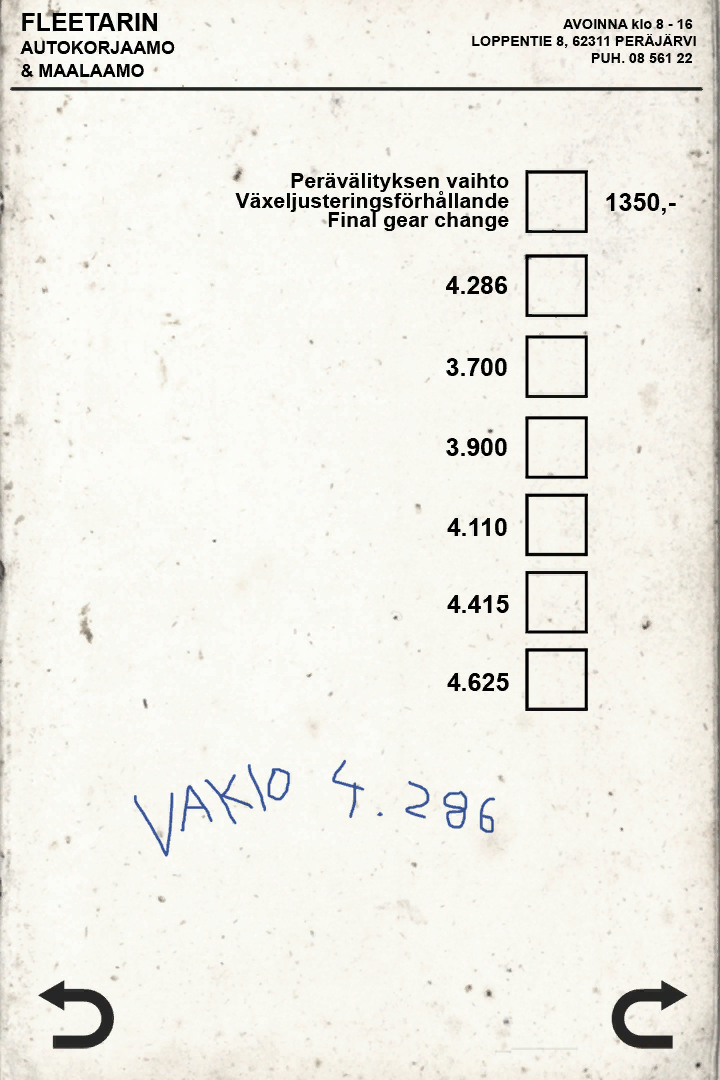 FLEETARIN
AUTOKORJAAMO
& MAALAAMO
AVOINNA klo 8 - 16
LOPPENTIE 8, 62311 PERÄJÄRVI
PUH. 08 561 22
Perävälityksen vaihto
Växeljusteringsförhållande
Final gear change
1350,-
4.286
3.700
3.900
4.110
4.415
4.625
VAKIO 4.286